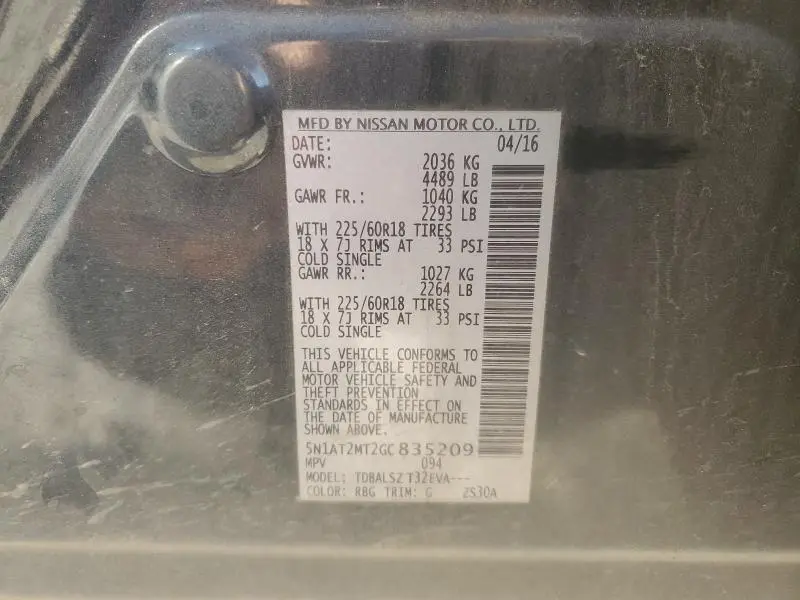 MFD BY NISSAN MOTOR CO., LTD.
DATE: 04/16
GVWR: 2036 KG
4489 LB
GAWR FR.: 1040 KG
2293 LB
WITH 225/60R18 TIRES
18 X 7J RIMS AT 33 PSI
COLD SINGLE
GAWR RR.: 1027 KG
2264 LB
WITH 225/60R18 TIRES
18 X 7J RIMS AT 33 PSI
COLD SINGLE
THIS VEHICLE CONFORMS TO
ALL APPLICABLE FEDERAL
MOTOR VEHICLE SAFETY AND
THEFT PREVENTION
STANDARDS IN EFFECT ON
THE DATE OF MANUFACTURE
SHOWN ABOVE.
5N1AT2MT2GC835209
MPV 094
MODEL: TDBALSZ T32EVA---
COLOR: RBG TRIM: G ZS30A